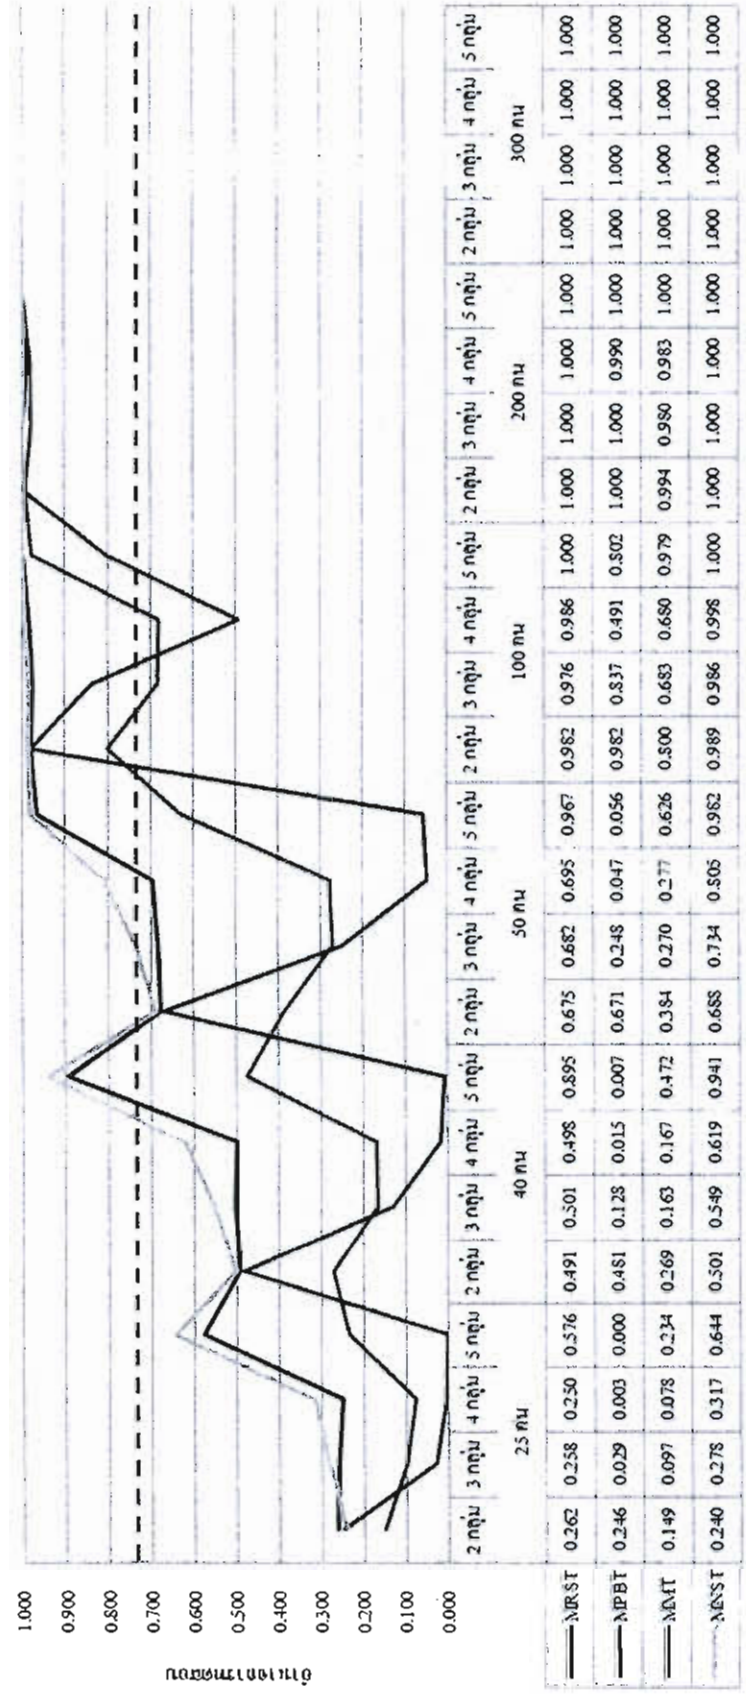 อำนาจการทดสอบ
1.000
0.900
0.800
0.700
0.600
0.500
0.400
0.300
0.200
0.100
0.000
2 กลุ่ม 3 กลุ่ม 4 กลุ่ม 5 กลุ่ม 2 กลุ่ม 3 กลุ่ม 4 กลุ่ม 5 กลุ่ม 2 กลุ่ม 3 กลุ่ม 4 กลุ่ม 5 กลุ่ม 2 กลุ่ม 3 กลุ่ม 4 กลุ่ม 5 กลุ่ม 2 กลุ่ม 3 กลุ่ม 4 กลุ่ม 5 กลุ่ม 2 กลุ่ม 3 กลุ่ม 4 กลุ่ม 5 กลุ่ม
25 คน 40 คน 50 คน 100 คน 200 คน 300 คน
MRST 0.262 0.258 0.250 0.576 0.491 0.501 0.498 0.895 0.675 0.682 0.695 0.967 0.982 0.976 0.986 1.000 1.000 1.000 1.000 1.000 1.000 1.000 1.000 1.000
MPBT 0.246 0.029 0.003 0.000 0.481 0.128 0.015 0.007 0.671 0.248 0.047 0.056 0.982 0.837 0.491 0.802 1.000 1.000 0.990 1.000 1.000 1.000 1.000 1.000
MMT 0.149 0.097 0.078 0.234 0.269 0.163 0.167 0.472 0.384 0.270 0.277 0.626 0.800 0.683 0.680 0.979 0.994 0.980 0.983 1.000 1.000 1.000 1.000 1.000
MNST 0.240 0.278 0.317 0.644 0.501 0.549 0.619 0.941 0.688 0.734 0.805 0.982 0.989 0.986 0.998 1.000 1.000 1.000 1.000 1.000 1.000 1.000 1.000 1.000